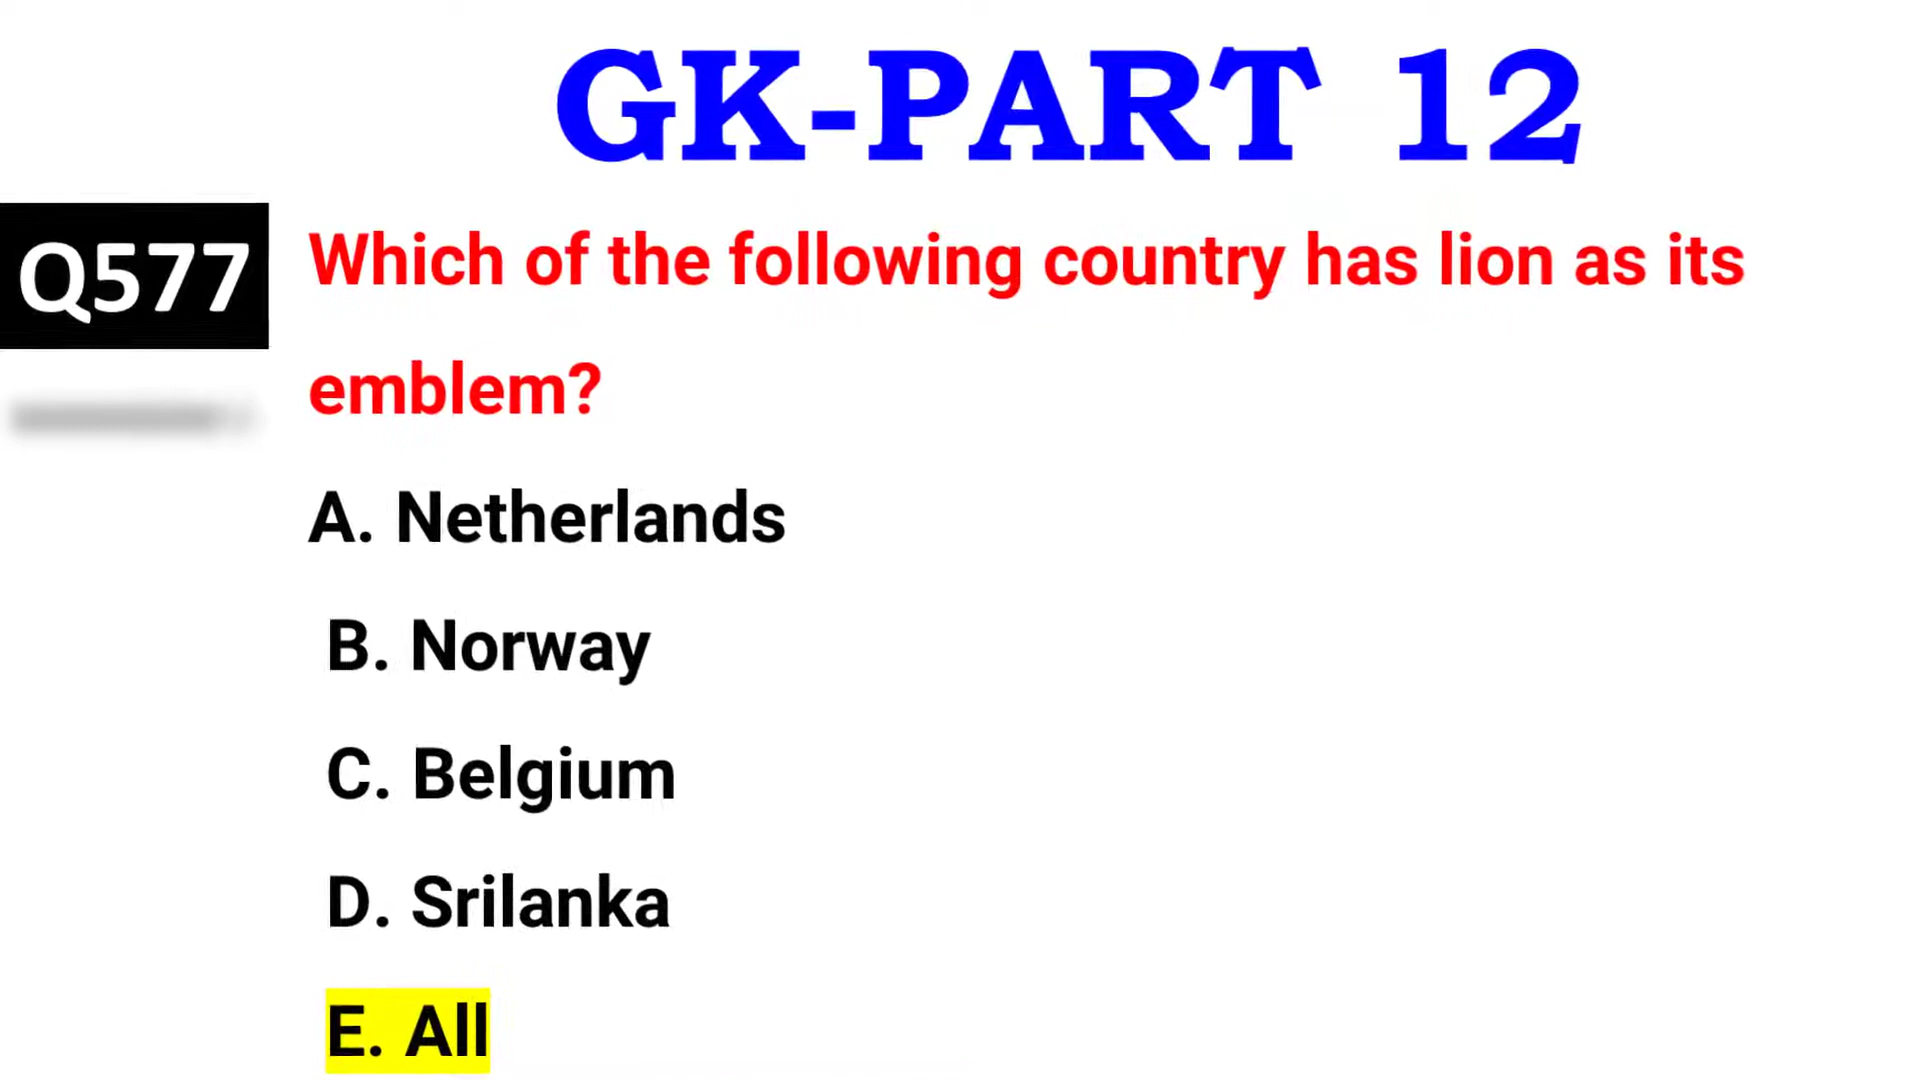 GK-PART 12
Q577
Which of the following country has lion as its
emblem?
A. Netherlands
B. Norway
C. Belgium
D. Srilanka
E. All